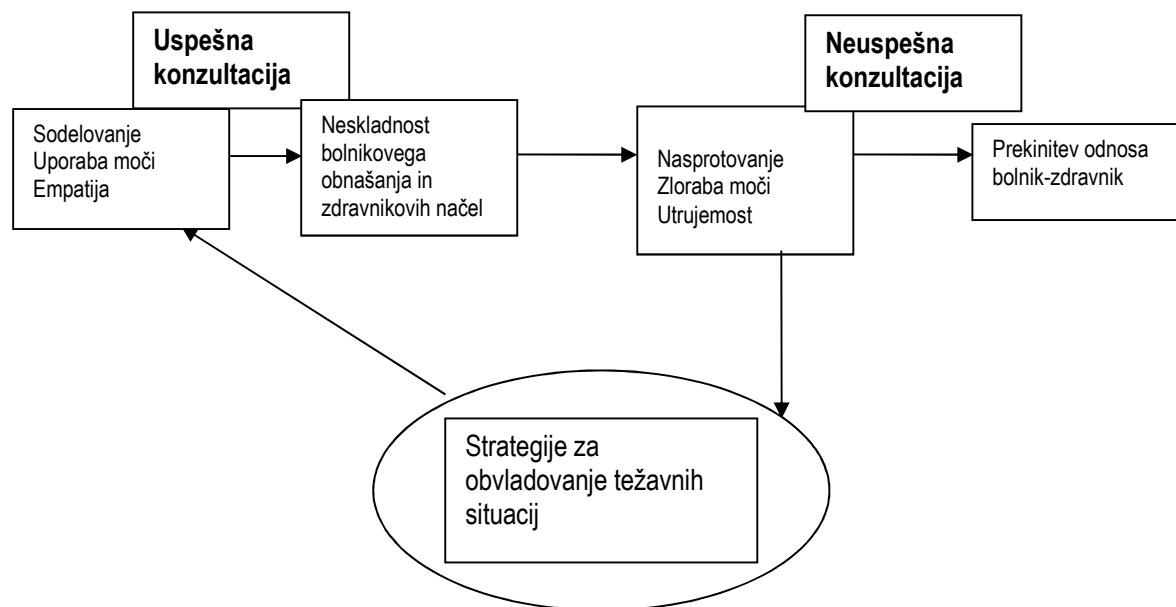 Uspešna
konzultacija
Neuspešna
konzultacija
Sodelovanje
Uporaba moči
Empatija
Neskladnost
bolnikovega
obnašanja in
zdravnikovih načel
Nasprotovanje
Zloraba moči
Utrujemost
Prekinitev odnosa
bolnik-zdravnik
Strategije za
obvladovanje težavnih
situacij